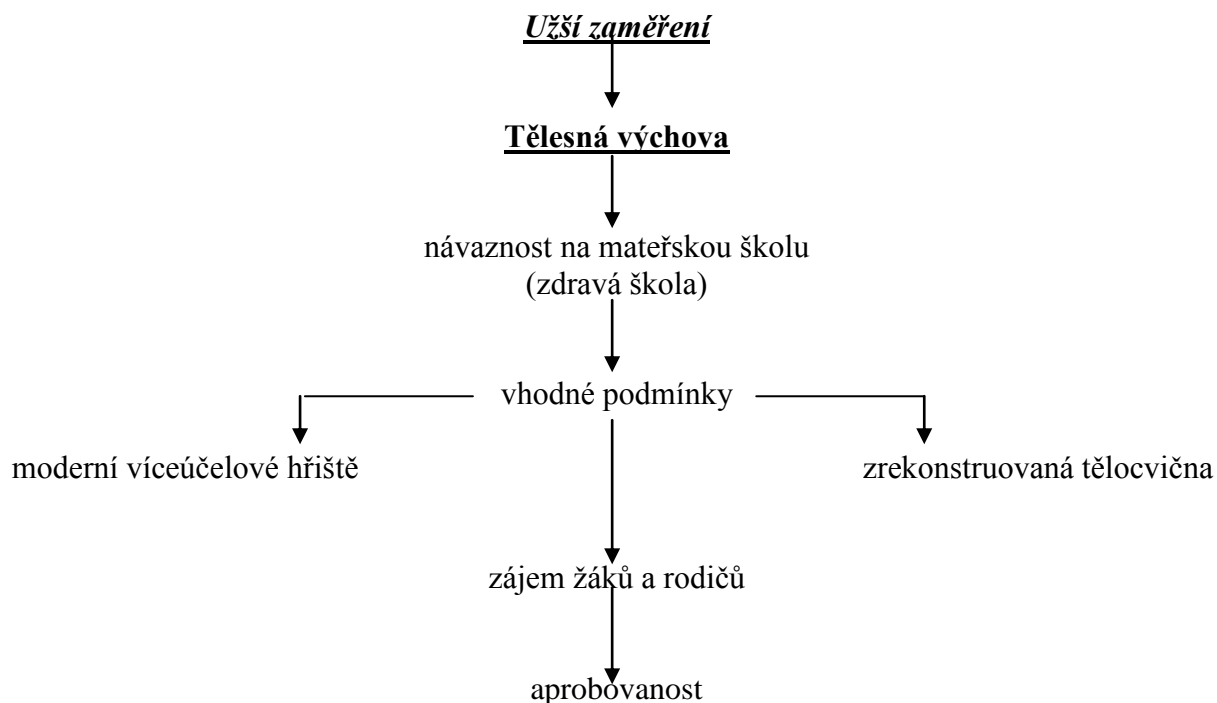 Užší zaměření
Tělesná výchova
návaznost na mateřskou školu
(zdravá škola)
vhodné podmínky
moderní víceúčelové hřiště
zrekonstruovaná tělocvična
zájem žáků a rodičů
aprobovanost